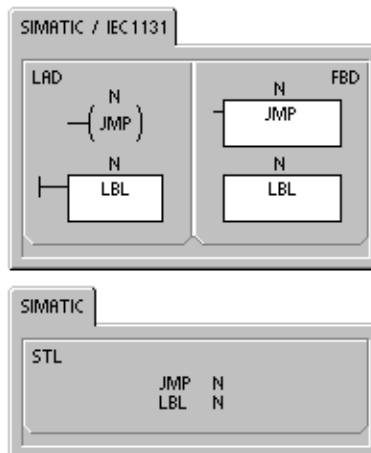 SIMATIC / IEC1131
LAD
N
JMP
N
LBL
FBD
N
JMP
N
LBL
SIMATIC
STL
JMP N
LBL N